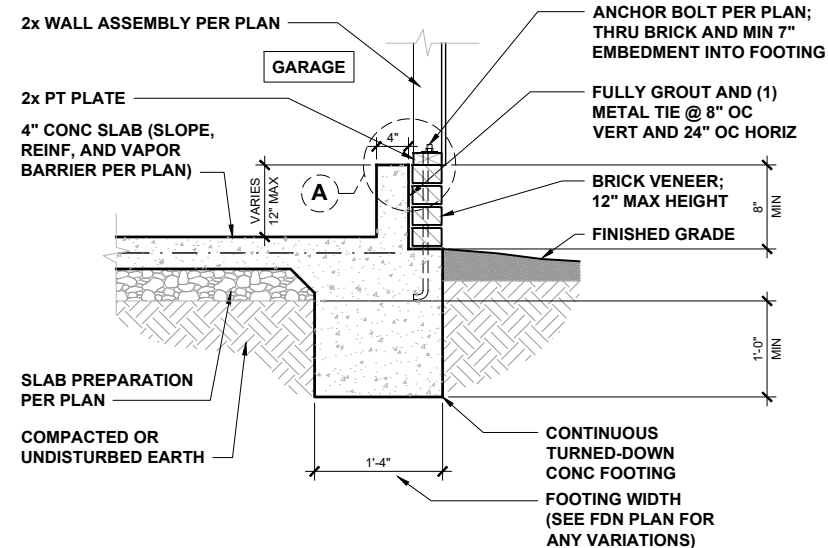 2x WALL ASSEMBLY PER PLAN
GARAGE
2x PT PLATE
4" CONC SLAB (SLOPE,
REINF, AND VAPOR
BARRIER PER PLAN)
4"
VARIES
12" MAX
A
ANCHOR BOLT PER PLAN;
THRU BRICK AND MIN 7"
EMBEDMENT INTO FOOTING
FULLY GROUT AND (1)
METAL TIE @ 8" OC
VERT AND 24" OC HORIZ
BRICK VENEER;
12" MAX HEIGHT
8"
MIN
FINISHED GRADE
1'-0"
MIN
SLAB PREPARATION
PER PLAN
COMPACTED OR
UNDISTURBED EARTH
1'-4"
CONTINUOUS
TURNED-DOWN
CONC FOOTING
FOOTING WIDTH
(SEE FDN PLAN FOR
ANY VARIATIONS)